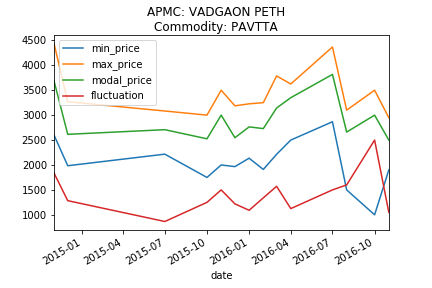 APMC: VADGAON PETH
Commodity: PAVTTA
4500
4000
3500
3000
2500
2000
1500
1000
min_price
max_price
modal_price
fluctuation
2015-01
2015-04
2015-07
2015-10
2016-01
2016-04
2016-07
2016-10
date